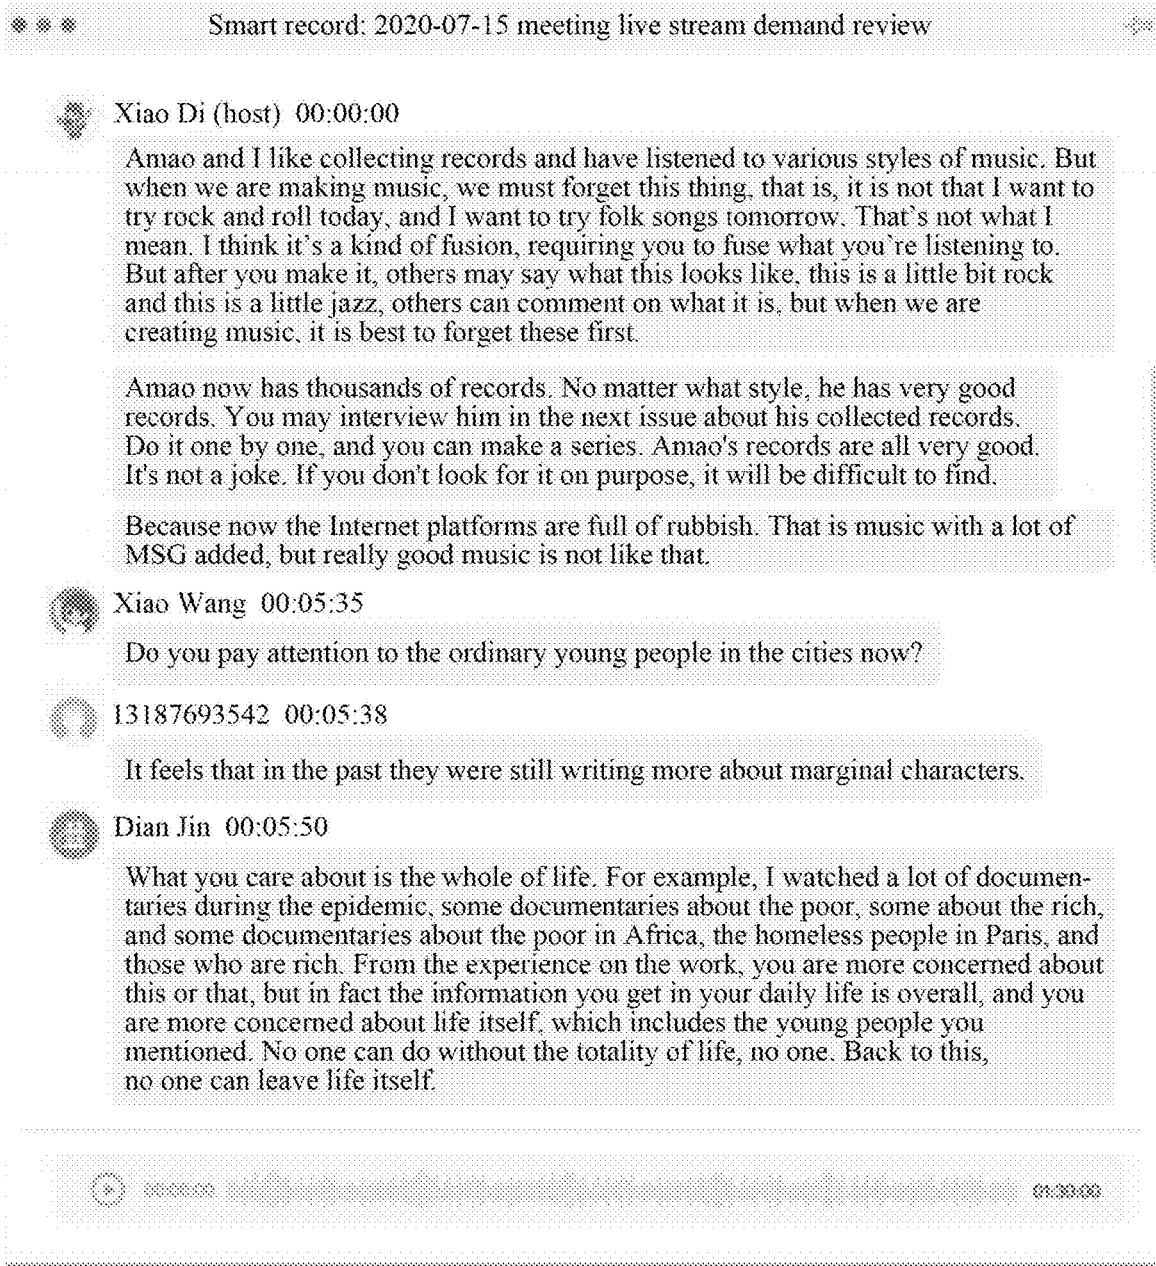 Smart record: 2020-07-15 meeting live stream demand review
Xiao Di (host) 00:00:00
Amao and I like collecting records and have listened to various styles of music. But
when we are making music, we must forget this thing, that is, it is not that I want to
try rock and roll today, and I want to try folk songs tomorrow. That's not what I
mean. I think it's a kind of fusion, requiring you to fuse what you're listening to.
But after you make it, others may say what this looks like, this is a little bit rock
and this is a little jazz, others can comment on what it is, but when we are
creating music, it is best to forget these first.
Amao now has thousands of records. No matter what style, he has very good
records. You may interview him in the next issue about his collected records.
Do it one by one, and you can make a series. Amao's records are all very good.
It's not a joke. If you don't look for it on purpose, it will be difficult to find.
Because now the Internet platforms are full of rubbish. That is music with a lot of
MSG added, but really good music is not like that.
Xiao Wang 00:05:35
Do you pay attention to the ordinary young people in the cities now?
13187693542 00:05:38
It feels that in the past they were still writing more about marginal characters.
Dian Jin 00:05:50
What you care about is the whole of life. For example, I watched a lot of documen-
taries during the epidemic, some documentaries about the poor, some about the rich,
and some documentaries about the poor in Africa, the homeless people in Paris, and
those who are rich. From the experience on the work, you are more concerned about
this or that, but in fact the information you get in your daily life is overall, and you
are more concerned about life itself, which includes the young people you
mentioned. No one can do without the totality of life, no one. Back to this,
no one can leave life itself.
00:00:00 01:30:00